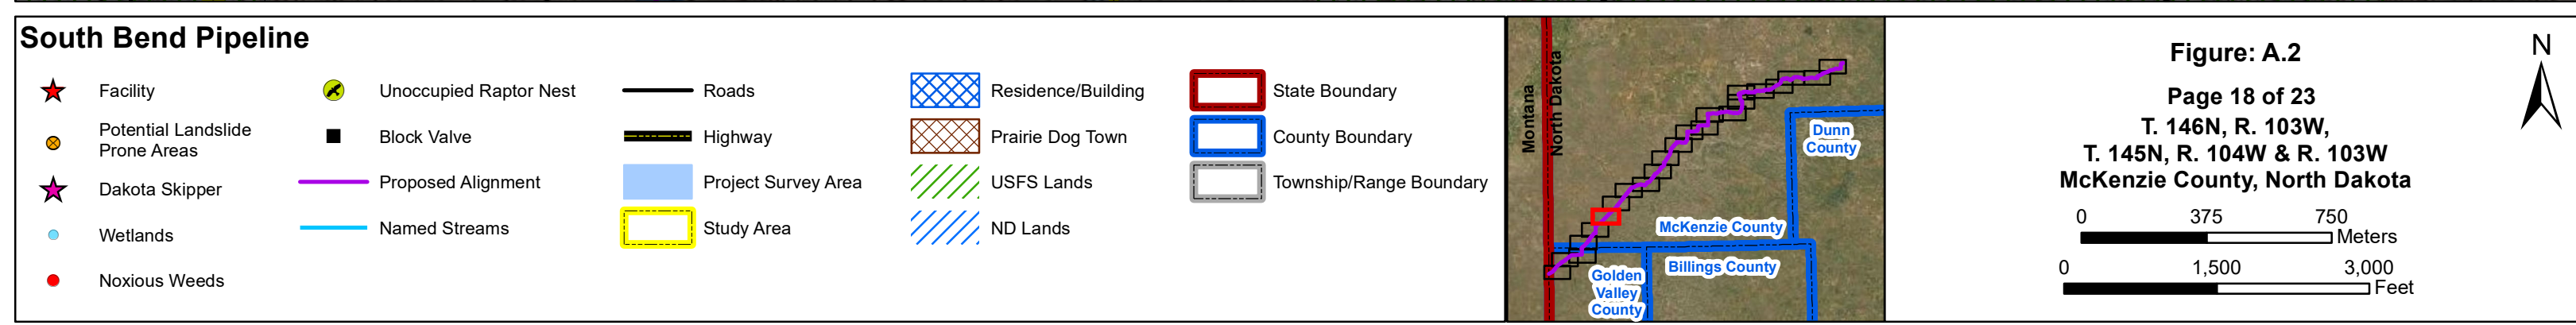 South Bend Pipeline
Facility
Potential Landslide
Prone Areas
Dakota Skipper
Wetlands
Noxious Weeds
Unoccupied Raptor Nest
Block Valve
Proposed Alignment
Named Streams
Roads
Highway
Project Survey Area
Study Area
Residence/Building
Prairie Dog Town
USFS Lands
ND Lands
State Boundary
County Boundary
Township/Range Boundary
Montana
North Dakota
Dunn
County
McKenzie County
Billings County
Golden
Valley
County
Figure: A.2
Page 18 of 23
T. 146N, R. 103W,
T. 145N, R. 104W & R. 103W
McKenzie County, North Dakota
0 375 750
Meters
0 1,500 3,000
Feet
N